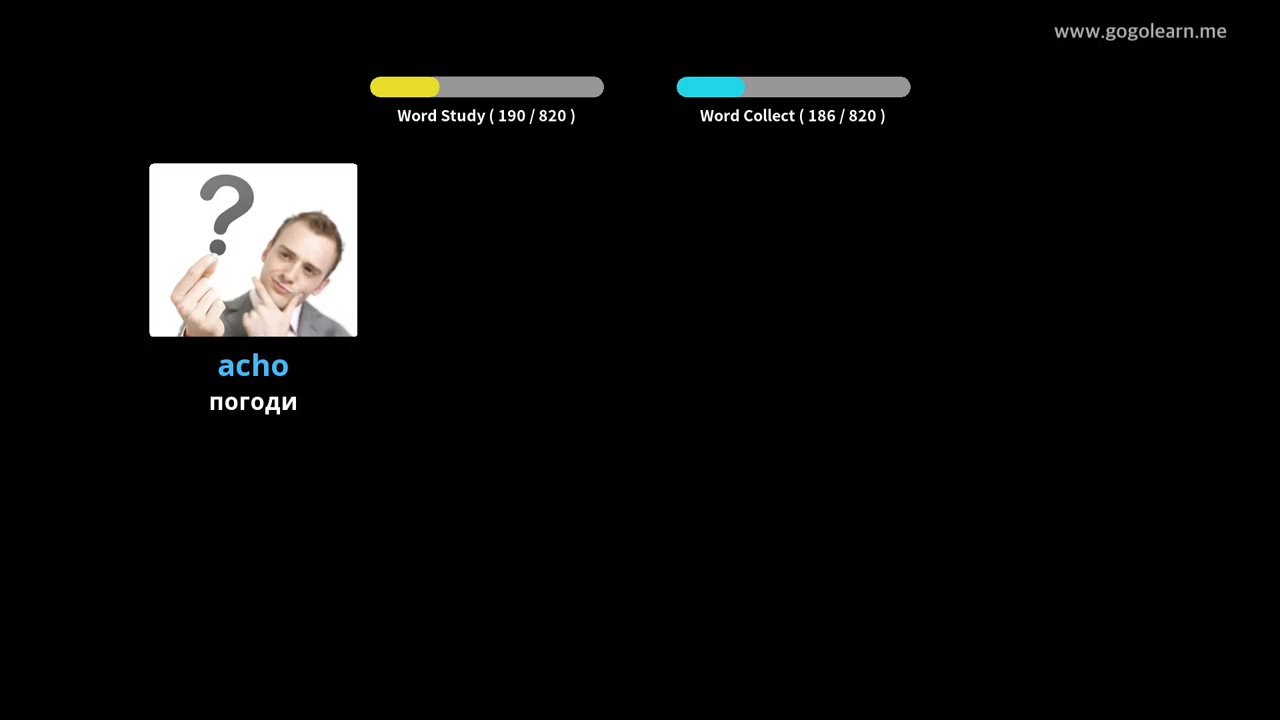 www.gogolearn.me
Word Study ( 190 / 820 )
Word Collect ( 186 / 820 )
acho
погоди